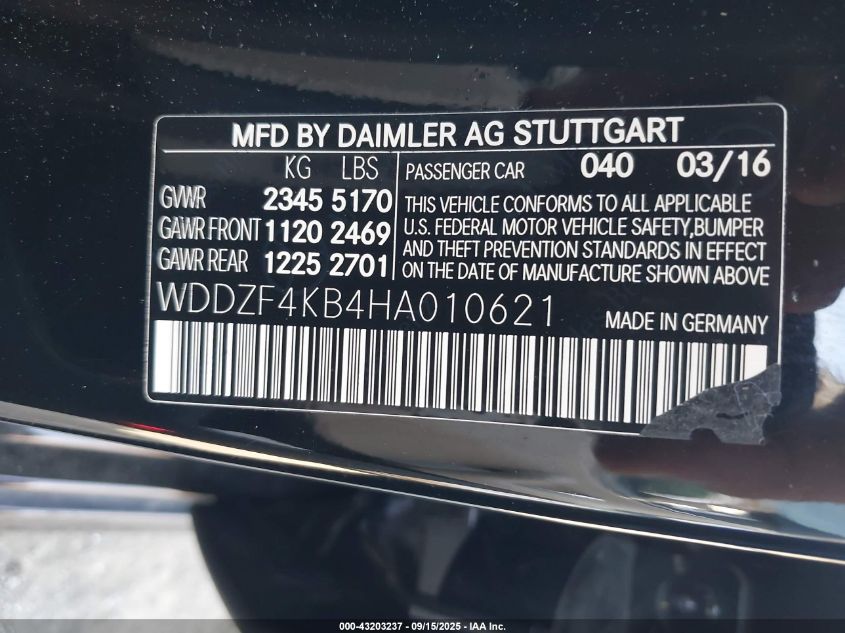 MFD BY DAIMLER AG STUTTGART
KG LBS
GVWR 2345 5170
GAWR FRONT 1120 2469
GAWR REAR 1225 2701
PASSENGER CAR 040 03/16
THIS VEHICLE CONFORMS TO ALL APPLICABLE
U.S. FEDERAL MOTOR VEHICLE SAFETY,BUMPER
AND THEFT PREVENTION STANDARDS IN EFFECT
ON THE DATE OF MANUFACTURE SHOWN ABOVE
WDDZF4KB4HA010621 MADE IN GERMANY
000-43203237 - 09/15/2025 - IAA Inc.